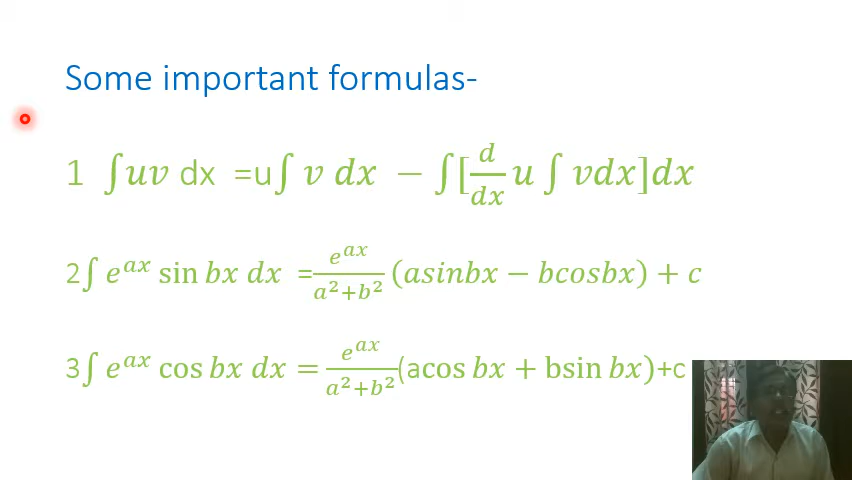 Some important formulas-
1 ∫𝑢𝑣 dx =u∫ 𝑣 𝑑𝑥 − ∫[𝑑/𝑑𝑥 𝑢 ∫ 𝑣𝑑𝑥]𝑑𝑥
2∫ 𝑒^𝑎𝑥 sin 𝑏𝑥 𝑑𝑥 =𝑒^𝑎𝑥/(𝑎²+𝑏²) (𝑎𝑠𝑖𝑛𝑏𝑥 − 𝑏𝑐𝑜𝑠𝑏𝑥) + 𝑐
3∫ 𝑒^𝑎𝑥 cos 𝑏𝑥 𝑑𝑥 = 𝑒^𝑎𝑥/(𝑎²+𝑏²)(acos 𝑏𝑥 + bsin 𝑏𝑥)+c